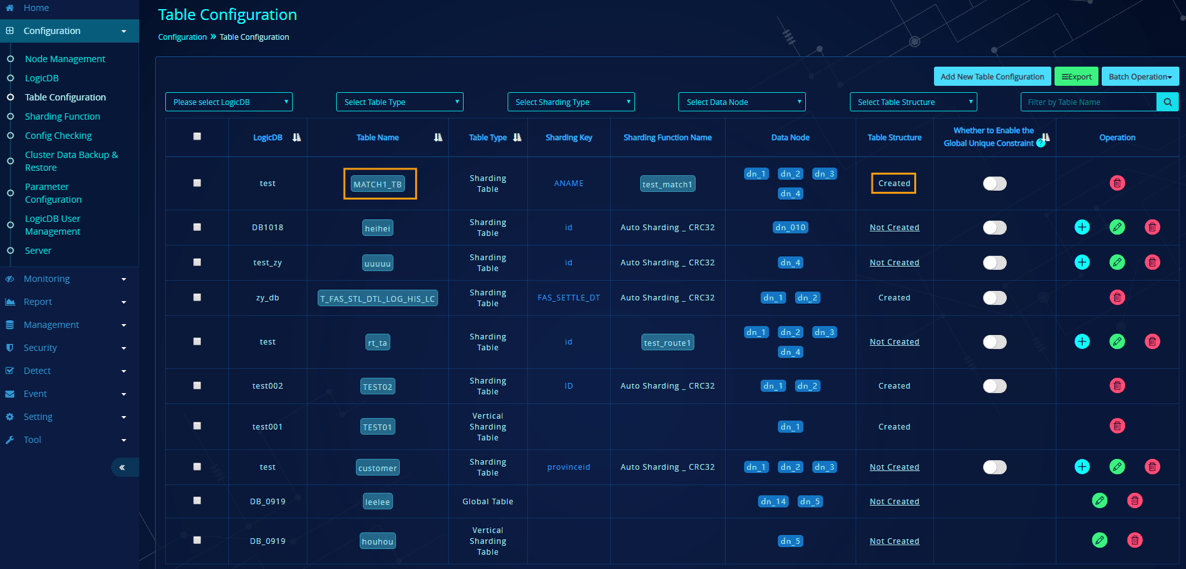 Home
Configuration
Node Management
LogicDB
Table Configuration
Sharding Function
Config Checking
Cluster Data Backup &
Restore
Parameter
Configuration
LogicDB User
Management
Server
Monitoring
Report
Management
Security
Detect
Event
Setting
Tool
«
Table Configuration
Configuration » Table Configuration
Add New Table Configuration
Export
Batch Operation
Please select LogicDB
Select Table Type
Select Sharding Type
Select Data Node
Select Table Structure
Filter by Table Name
LogicDB
Table Name
Table Type
Sharding Key
Sharding Function Name
Data Node
Table Structure
Whether to Enable the
Global Unique Constraint ?
Operation
test
MATCH1_TB
Sharding
Table
ANAME
test_match1
dn_1 dn_2 dn_3
dn_4
Created
DB1018
heihei
Sharding
Table
id
Auto Sharding _ CRC32
dn_010
Not Created
test_zy
uuuuu
Sharding
Table
id
Auto Sharding _ CRC32
dn_4
Not Created
zy_db
T_FAS_STL_DTL_LOG_HIS_LC
Sharding
Table
FAS_SETTLE_DT
Auto Sharding _ CRC32
dn_1 dn_2
Created
test
rt_ta
Sharding
Table
id
test_route1
dn_1 dn_2 dn_3
dn_4
Not Created
test002
TEST02
Sharding
Table
ID
Auto Sharding _ CRC32
dn_1 dn_2
Created
test001
TEST01
Vertical
Sharding
Table
dn_1
Created
test
customer
Sharding
Table
provinceid
Auto Sharding _ CRC32
dn_1 dn_2 dn_3
Not Created
DB_0919
Global Table
dn_14 dn_5
Not Created
DB_0919
houhou
Vertical
Sharding
Table
dn_5
Not Created